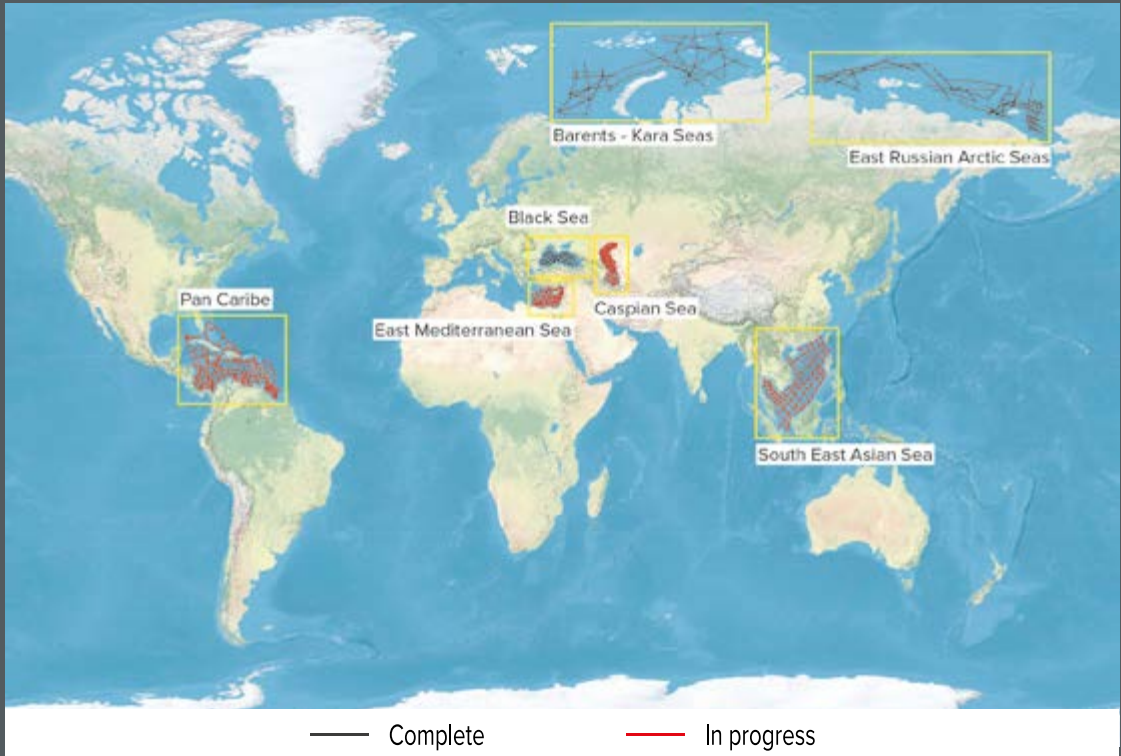 Barents - Kara Seas
East Russian Arctic Seas
Black Sea
Pan Caribe
Caspian Sea
East Mediterranean Sea
South East Asian Sea
Complete
In progress